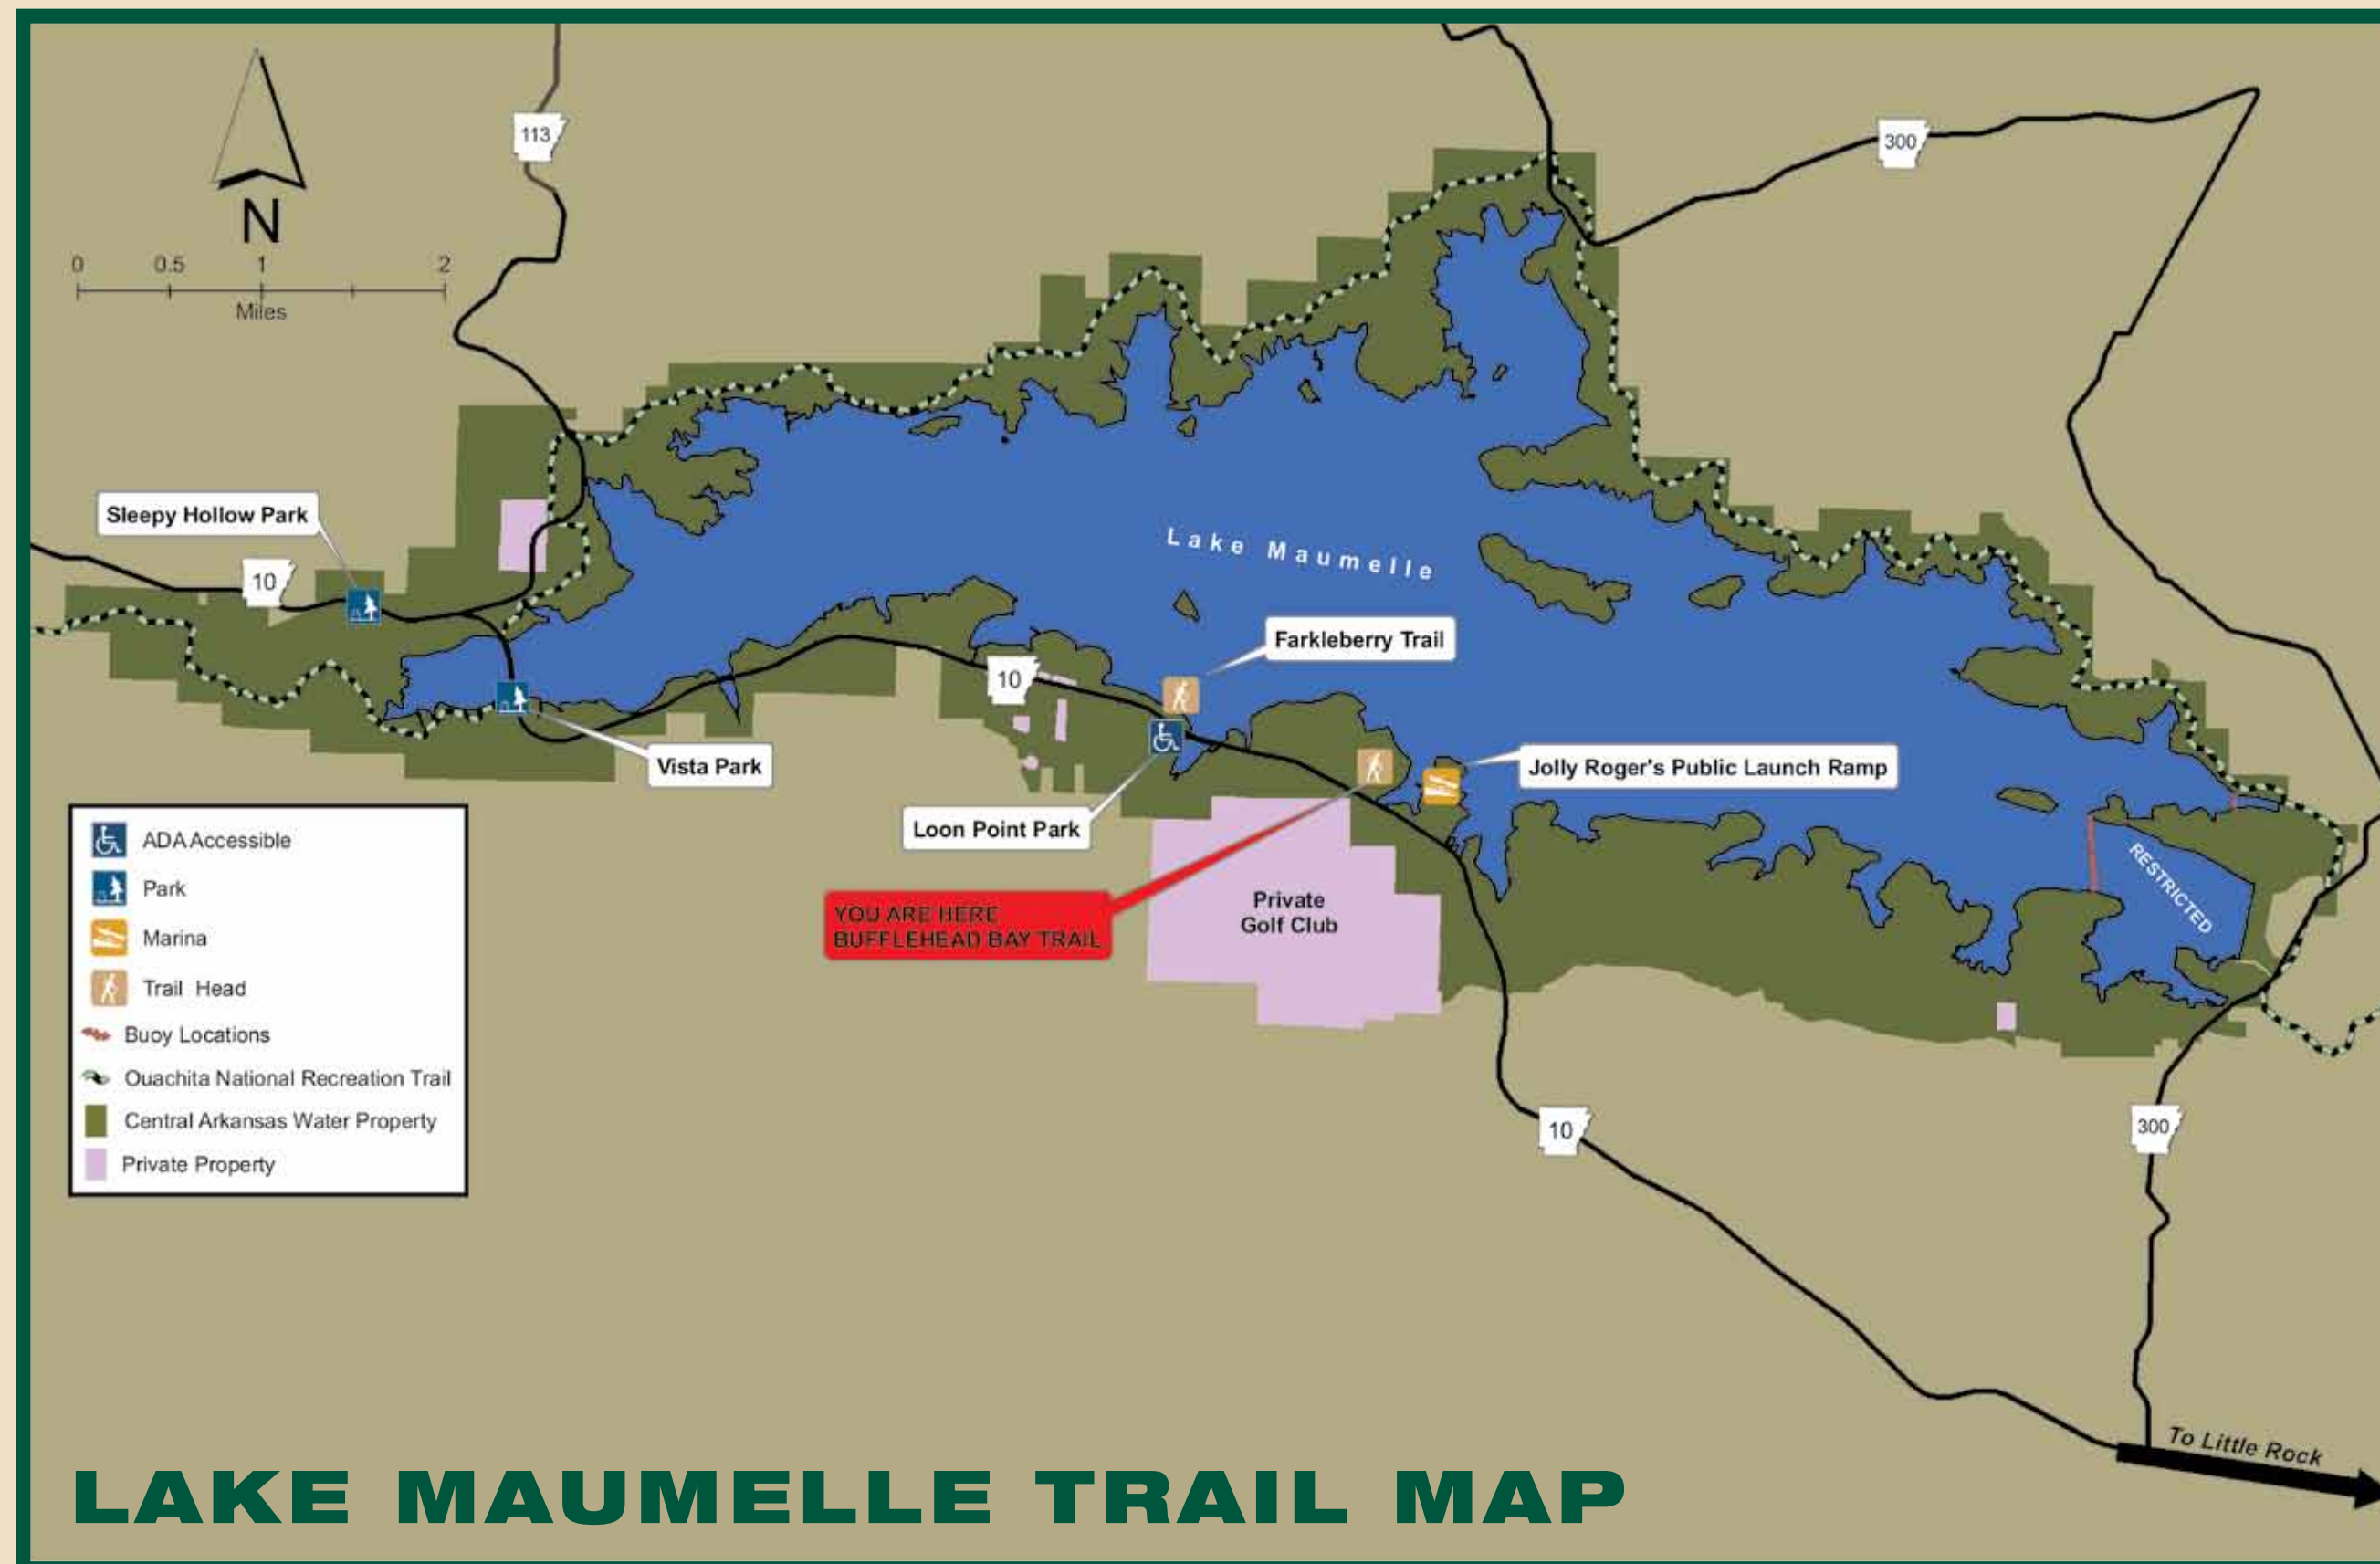 113
300
N
0 0.5 1 2
Miles
Sleepy Hollow Park
10
Lake Maumelle
Farkleberry Trail
10
Vista Park
Jolly Roger's Public Launch Ramp
Loon Point Park
YOU ARE HERE
BUFFLEHEAD BAY TRAIL
Private
Golf Club
RESTRICTED
ADA Accessible
Park
Marina
Trail Head
Buoy Locations
Ouachita National Recreation Trail
Central Arkansas Water Property
Private Property
10
300
To Little Rock
LAKE MAUMELLE TRAIL MAP